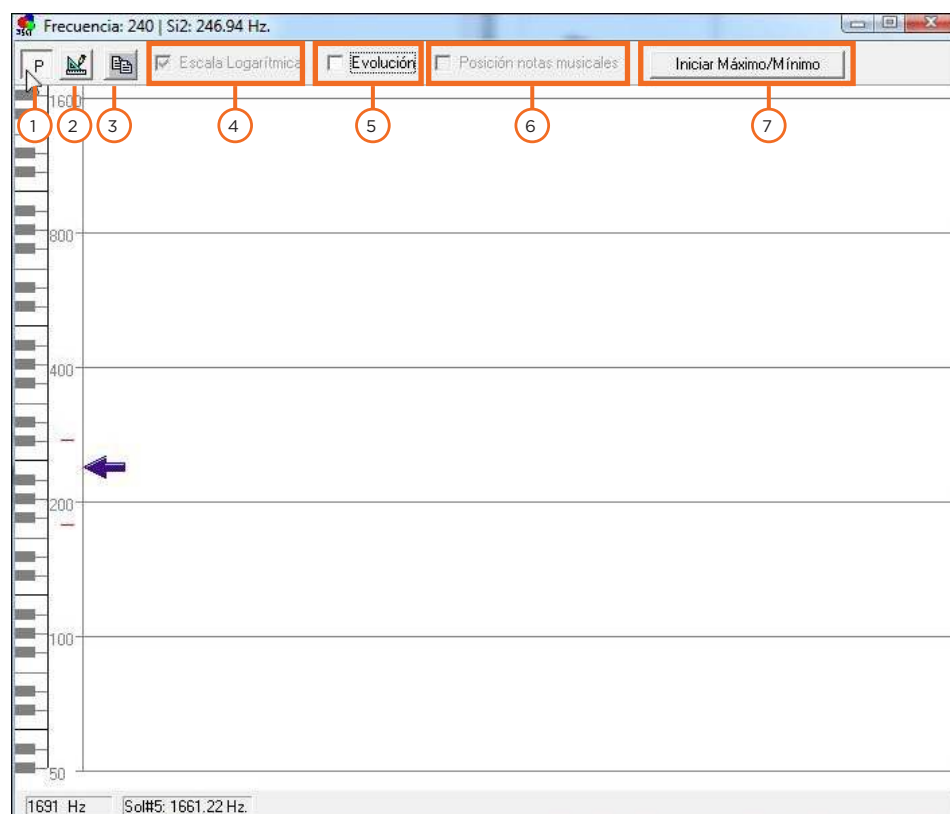 Frecuencia: 240 | Si2: 246.94 Hz.
P Escala Logarítmica Evolución Posición notas musicales Iniciar Máximo/Mínimo
1 2 3 4 5 6 7
1600
800
400
200
100
50
1691 Hz Sol#5: 1661.22 Hz.